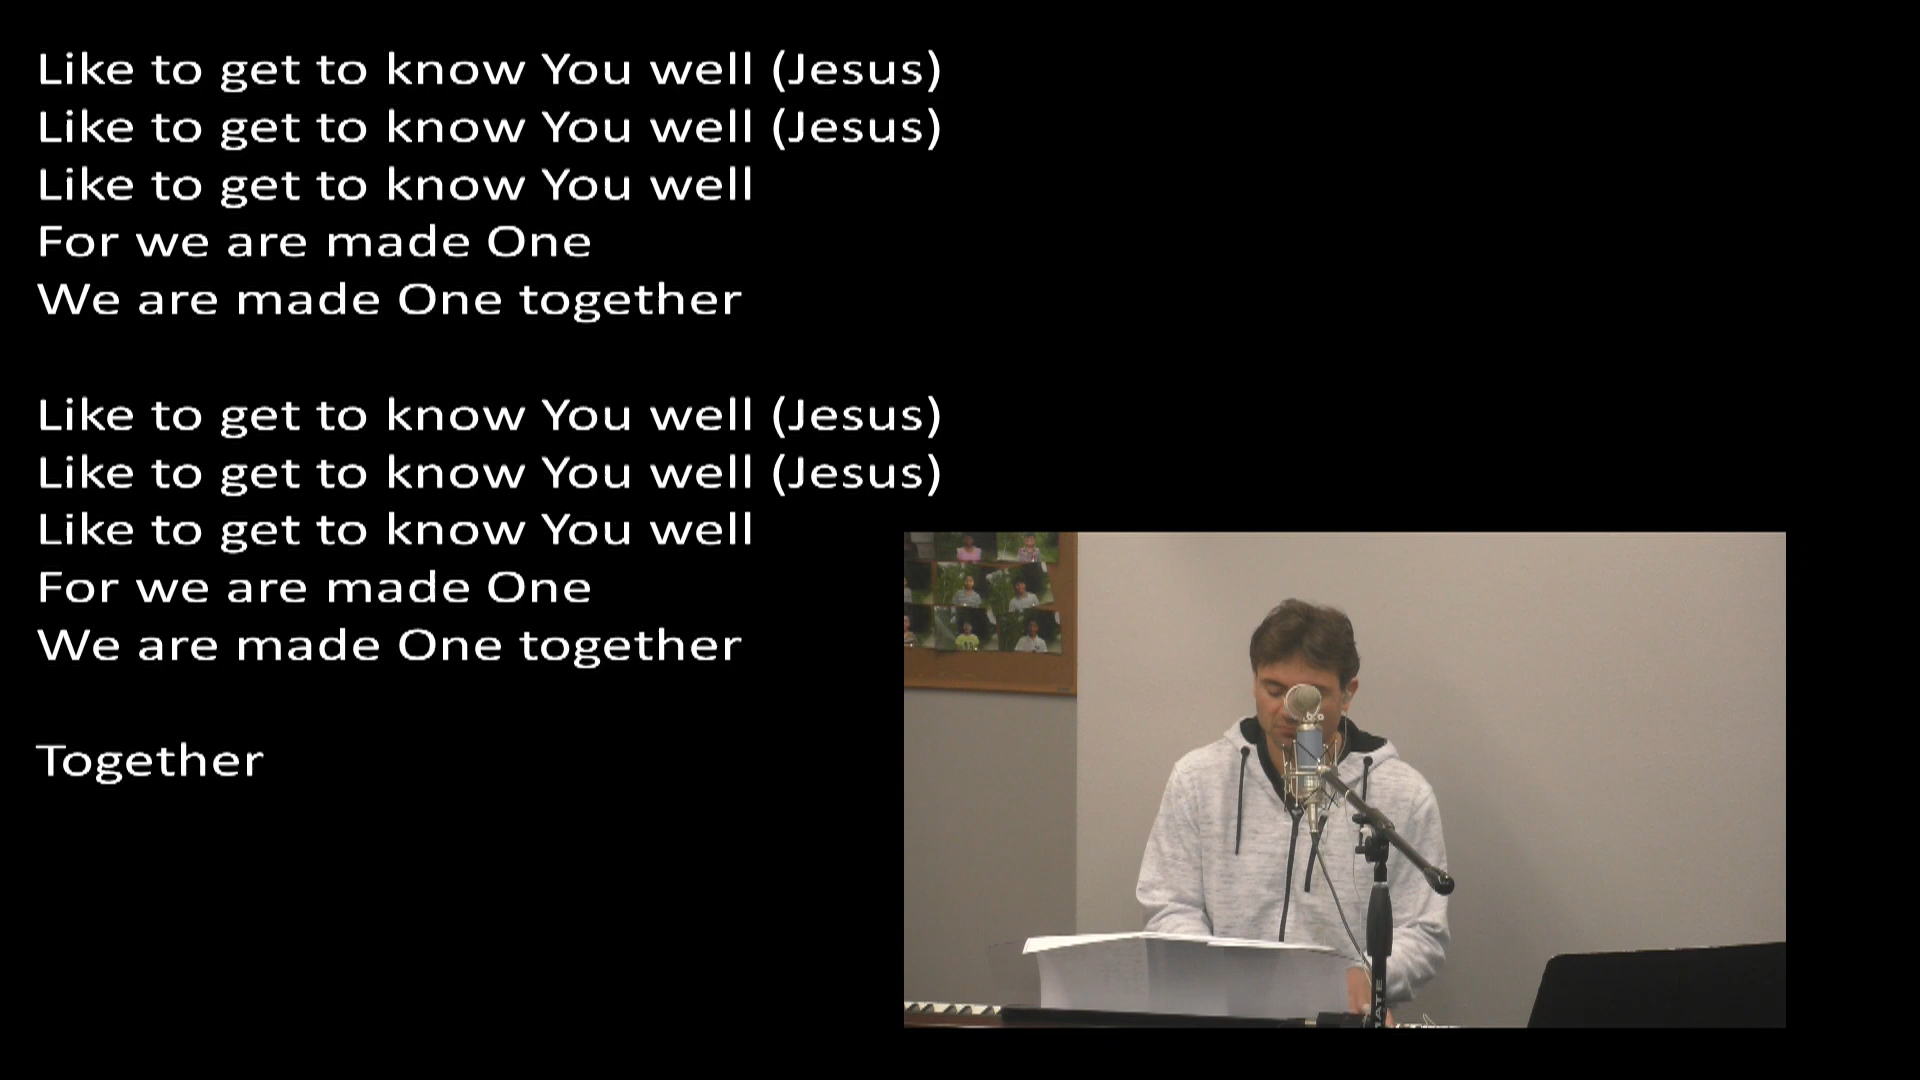 Like to get to know You well (Jesus)
Like to get to know You well (Jesus)
Like to get to know You well
For we are made One
We are made One together
Like to get to know You well (Jesus)
Like to get to know You well (Jesus)
Like to get to know You well
For we are made One
We are made One together
Together